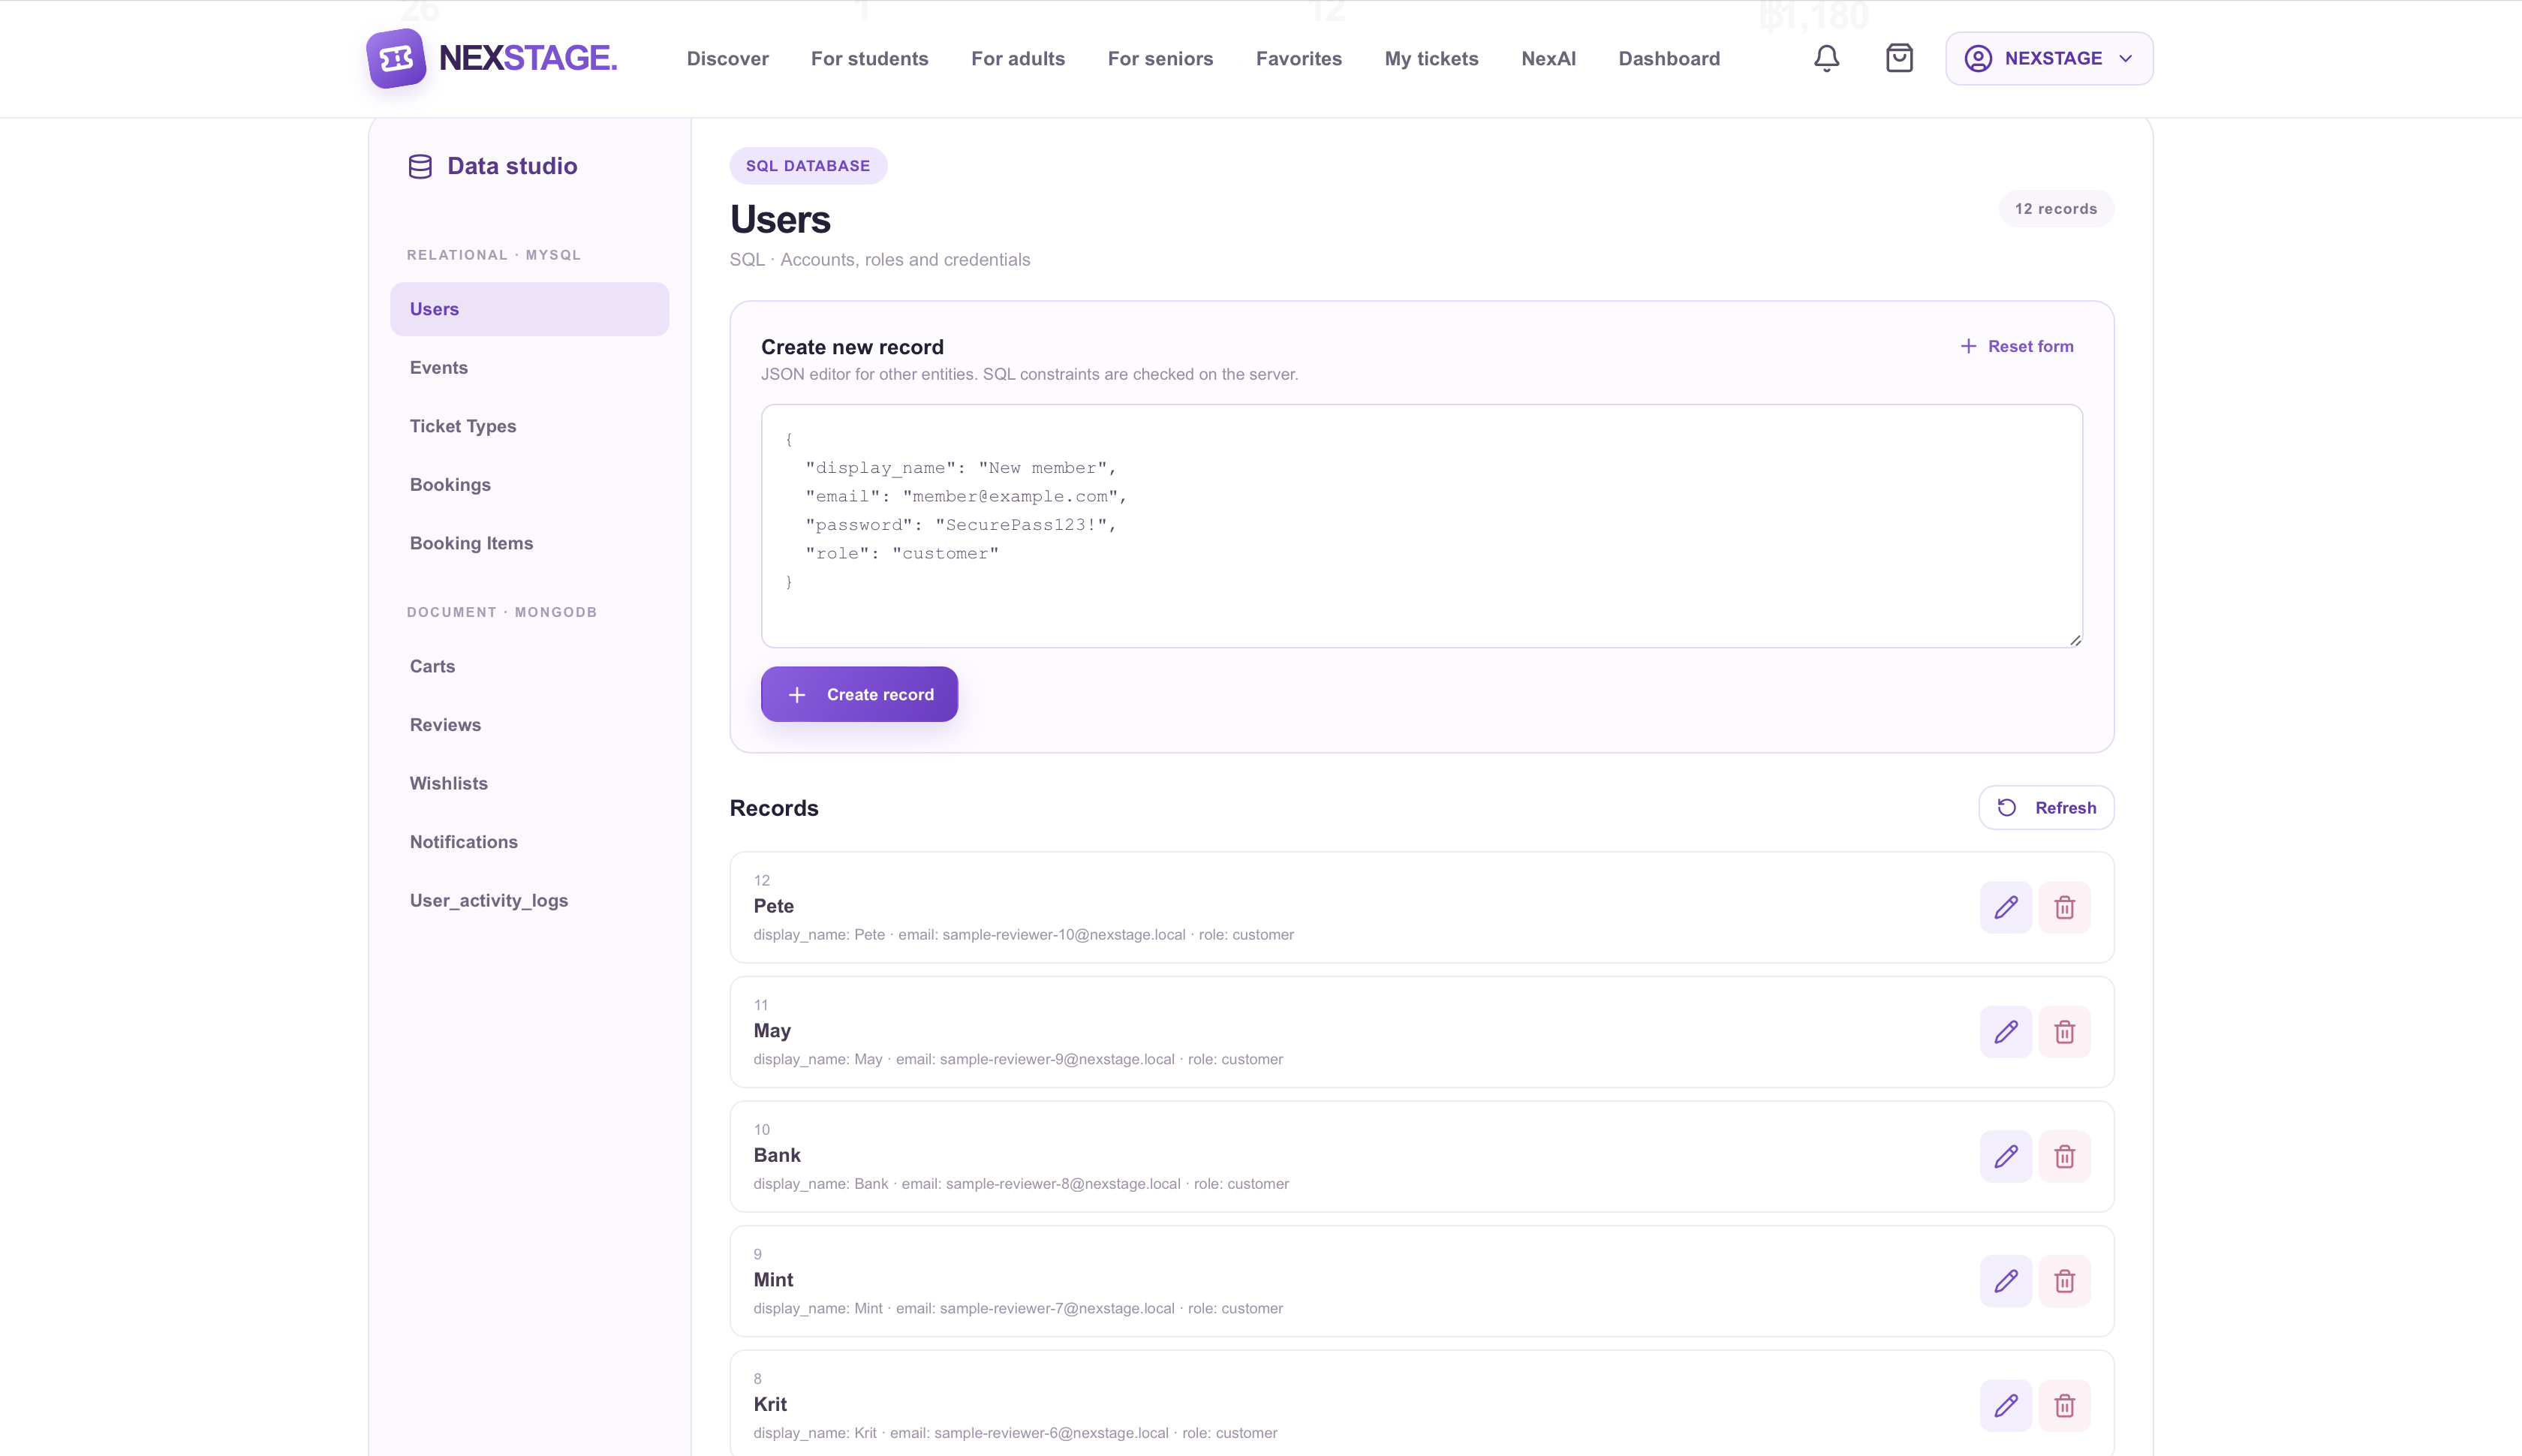 26 1 12 ฿1,180
NEXSTAGE.
Discover For students For adults For seniors Favorites My tickets NexAI Dashboard
NEXSTAGE
Data studio
RELATIONAL · MYSQL
Users
Events
Ticket Types
Bookings
Booking Items
DOCUMENT · MONGODB
Carts
Reviews
Wishlists
Notifications
User_activity_logs
SQL DATABASE
Users
12 records
SQL · Accounts, roles and credentials
Create new record
Reset form
JSON editor for other entities. SQL constraints are checked on the server.
{
"display_name": "New member",
"email": "member@example.com",
"password": "SecurePass123!",
"role": "customer"
}
Create record
Records
Refresh
12
Pete
display_name: Pete · email: sample-reviewer-10@nexstage.local · role: customer
11
May
display_name: May · email: sample-reviewer-9@nexstage.local · role: customer
10
Bank
display_name: Bank · email: sample-reviewer-8@nexstage.local · role: customer
9
Mint
display_name: Mint · email: sample-reviewer-7@nexstage.local · role: customer
8
Krit
display_name: Krit · email: sample-reviewer-6@nexstage.local · role: customer